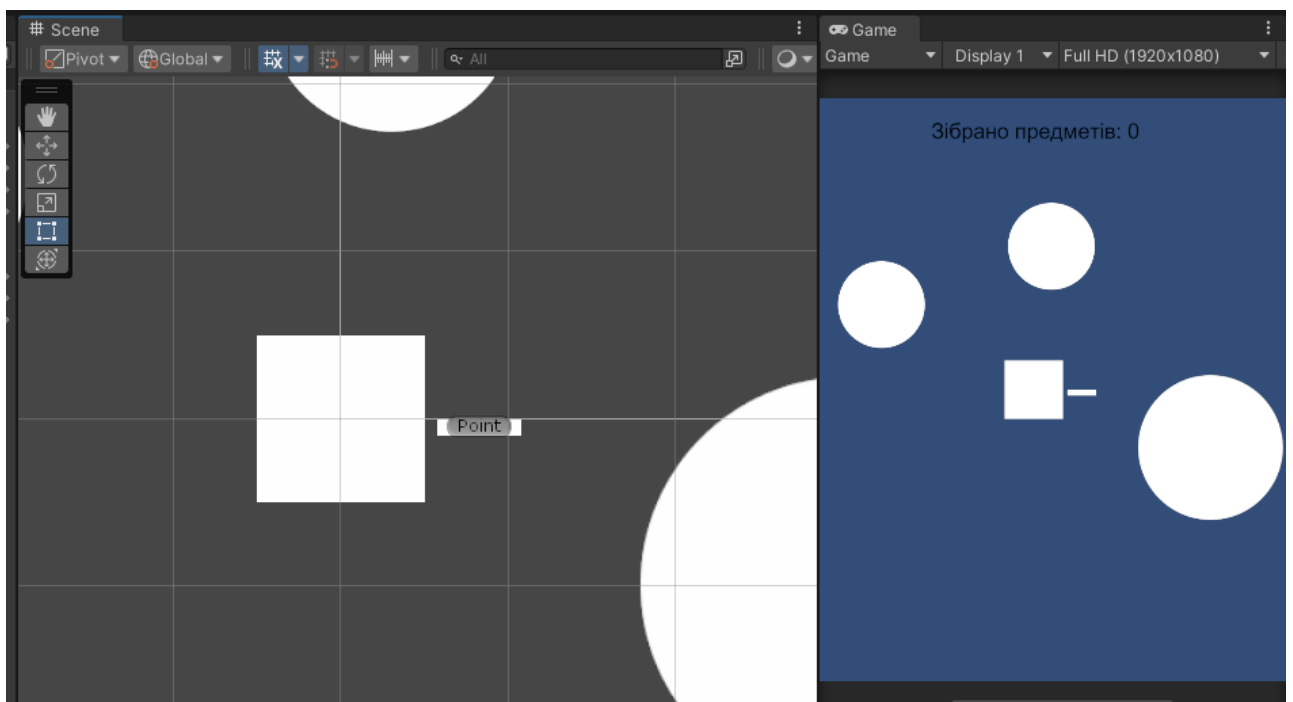 Scene
Pivot Global All
Point
Game
Game Display 1 Full HD (1920x1080)
Зібрано предметів: 0